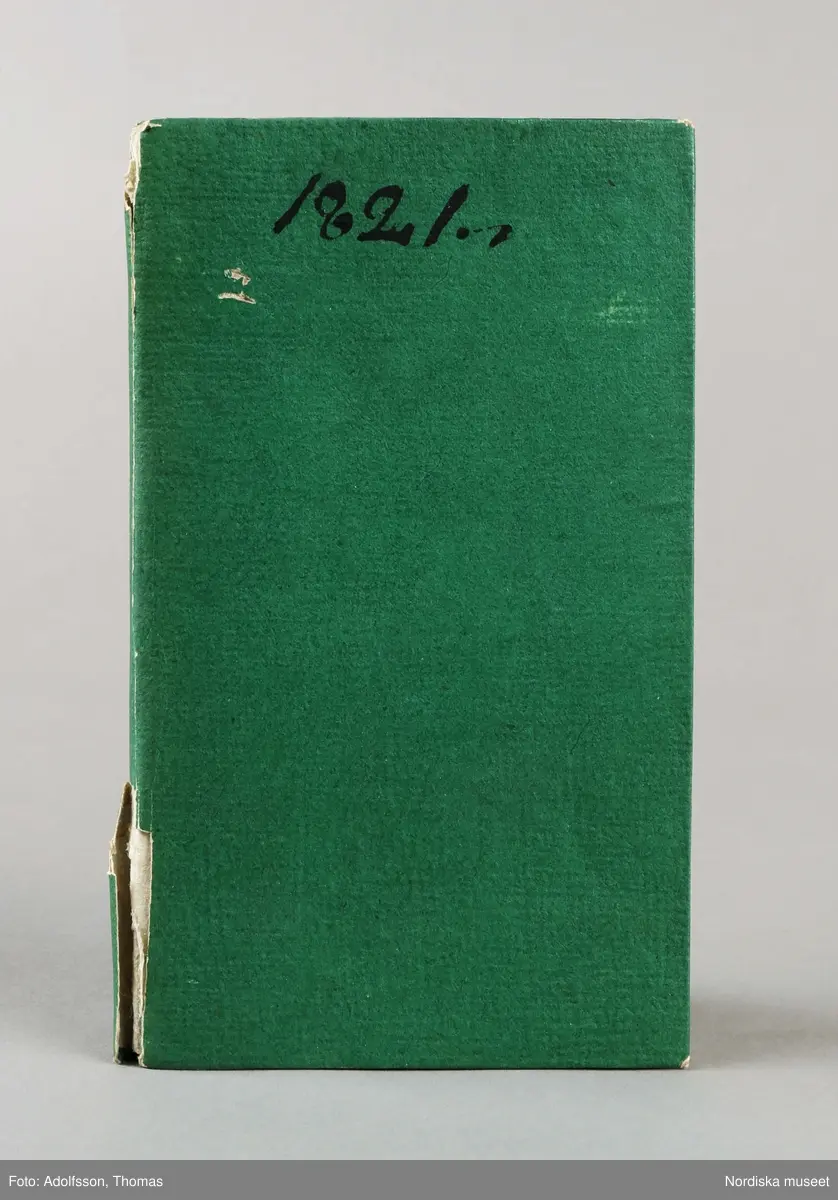 1821.~
Foto: Adolfsson, Thomas
Nordiska museet